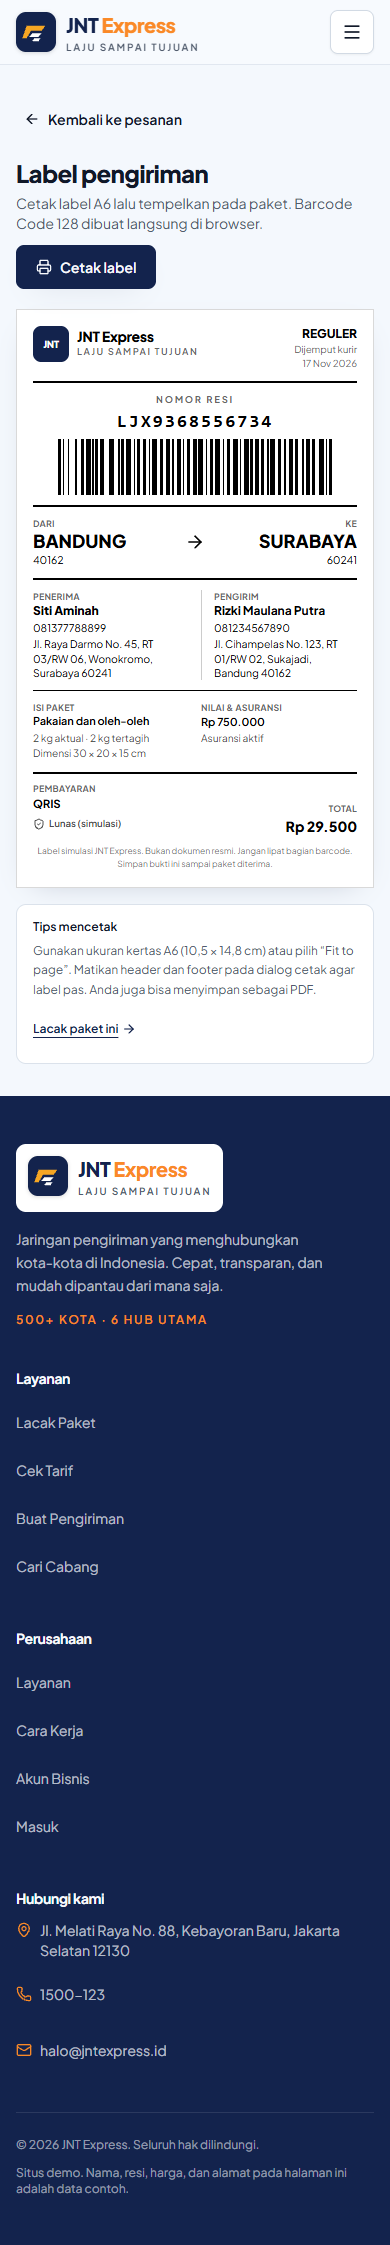 JNT Express
LAJU SAMPAI TUJUAN
Kembali ke pesanan
Label pengiriman
Cetak label A6 lalu tempelkan pada paket. Barcode
Code 128 dibuat langsung di browser.
Cetak label
JNT
JNT Express
LAJU SAMPAI TUJUAN
REGULER
Dijemput kurir
17 Nov 2026
NOMOR RESI
LJX9368556734
DARI
BANDUNG
40162
KE
SURABAYA
60241
PENERIMA
Siti Aminah
081377788899
Jl. Raya Darmo No. 45, RT
03/RW 06, Wonokromo,
Surabaya 60241
PENGIRIM
Rizki Maulana Putra
081234567890
Jl. Cihampelas No. 123, RT
01/RW 02, Sukajadi,
Bandung 40162
ISI PAKET
Pakaian dan oleh-oleh
2 kg aktual · 2 kg tertagih
Dimensi 30 × 20 × 15 cm
NILAI & ASURANSI
Rp 750.000
Asuransi aktif
PEMBAYARAN
QRIS
Lunas (simulasi)
TOTAL
Rp 29.500
Label simulasi JNT Express. Bukan dokumen resmi. Jangan lipat bagian barcode.
Simpan bukti ini sampai paket diterima.
Tips mencetak
Gunakan ukuran kertas A6 (10,5 × 14,8 cm) atau pilih “Fit to
page”. Matikan header dan footer pada dialog cetak agar
label pas. Anda juga bisa menyimpan sebagai PDF.
Lacak paket ini
JNT Express
LAJU SAMPAI TUJUAN
Jaringan pengiriman yang menghubungkan
kota-kota di Indonesia. Cepat, transparan, dan
mudah dipantau dari mana saja.
500+ KOTA · 6 HUB UTAMA
Layanan
Lacak Paket
Cek Tarif
Buat Pengiriman
Cari Cabang
Perusahaan
Layanan
Cara Kerja
Akun Bisnis
Masuk
Hubungi kami
Jl. Melati Raya No. 88, Kebayoran Baru, Jakarta
Selatan 12130
1500-123
halo@jntexpress.id
© 2026 JNT Express. Seluruh hak dilindungi.
Situs demo. Nama, resi, harga, dan alamat pada halaman ini
adalah data contoh.